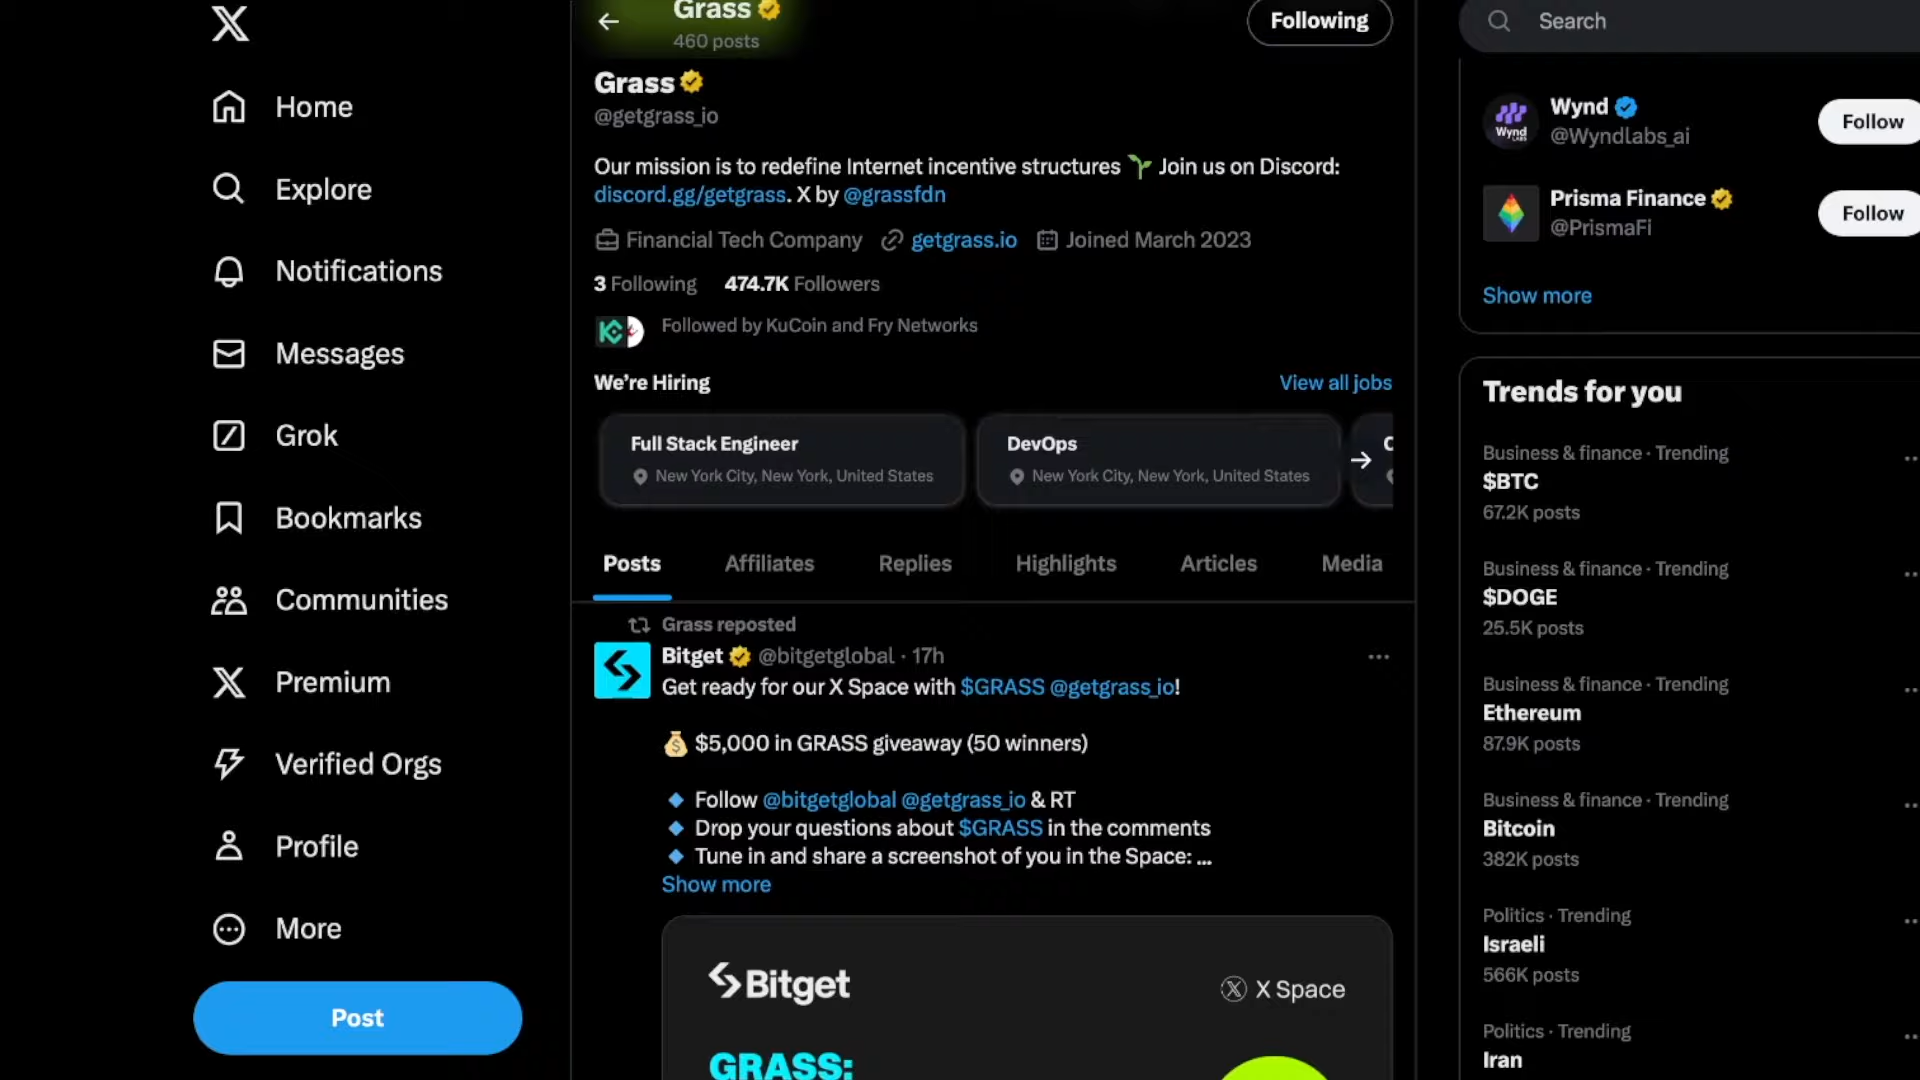 Home
Explore
Notifications
Messages
Grok
Bookmarks
Communities
Premium
Verified Orgs
Profile
More
Post
Grass
460 posts
Following
Grass
@getgrass_io
Our mission is to redefine Internet incentive structures 🌱 Join us on Discord:
discord.gg/getgrass. X by @grassfdn
Financial Tech Company getgrass.io Joined March 2023
3 Following 474.7K Followers
Followed by KuCoin and Fry Networks
We're Hiring View all jobs
Full Stack Engineer
New York City, New York, United States
DevOps
New York City, New York, United States
Posts Affiliates Replies Highlights Articles Media
Grass reposted
Bitget @bitgetglobal · 17h
Get ready for our X Space with $GRASS @getgrass_io!
💰 $5,000 in GRASS giveaway (50 winners)
🔹 Follow @bitgetglobal @getgrass_io & RT
🔹 Drop your questions about $GRASS in the comments
🔹 Tune in and share a screenshot of you in the Space: ...
Show more
Bitget
X Space
GRASS:
Search
Wynd
Wynd
@Wyndlabs_ai
Follow
Prisma Finance
@PrismaFi
Follow
Show more
Trends for you
Business & finance · Trending
$BTC
67.2K posts
Business & finance · Trending
$DOGE
25.5K posts
Business & finance · Trending
Ethereum
87.9K posts
Business & finance · Trending
Bitcoin
382K posts
Politics · Trending
Israeli
566K posts
Politics · Trending
Iran